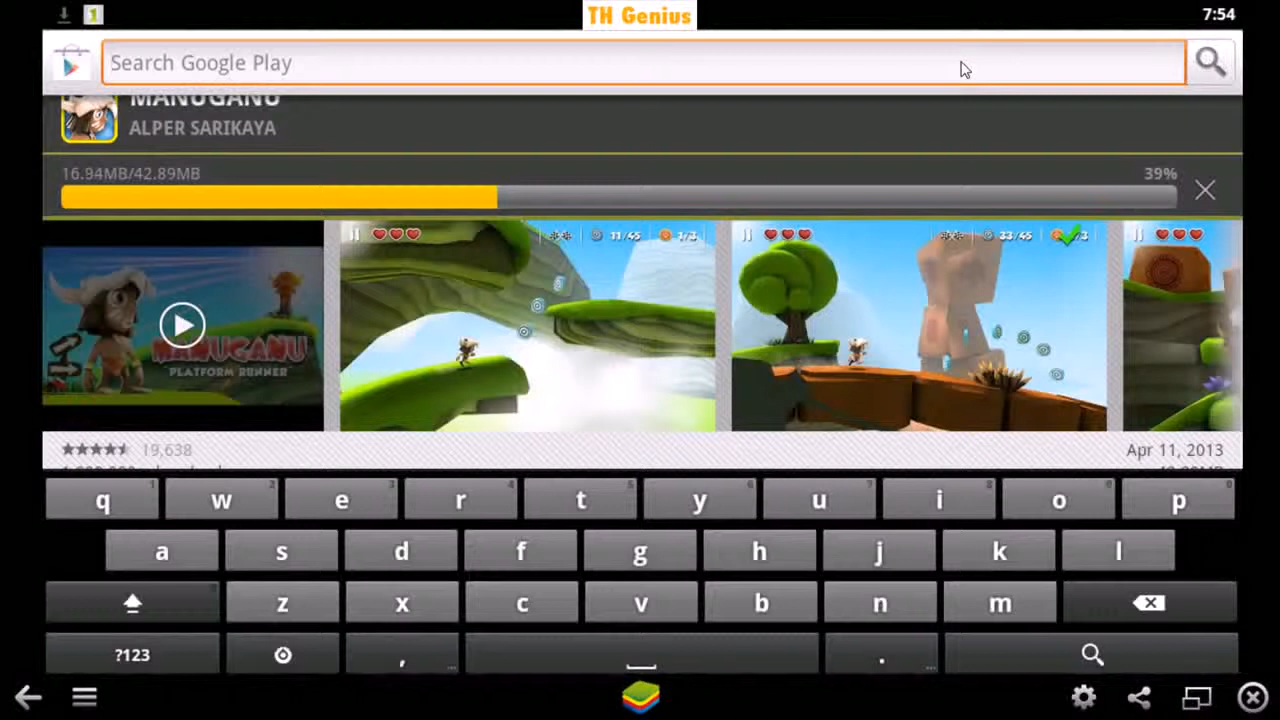 TH Genius
1
7:54
Search Google Play
MANUGANU
ALPER SARIKAYA
16.94MB/42.89MB
39%
11/45
1/3
33/45
/3
MANUGANU
PLATFORM RUNNER
19,638
Apr 11, 2013
q w e r t y u i o p
a s d f g h j k l
z x c v b n m
?123 , .